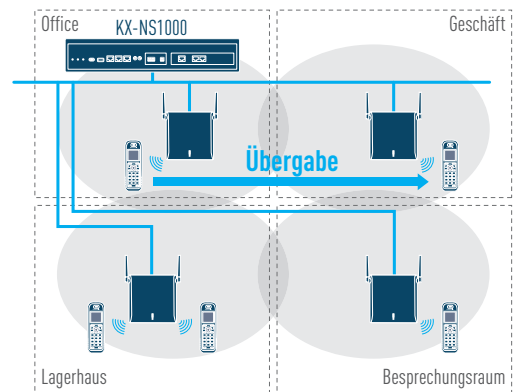 Office
KX-NS1000
Geschäft
Übergabe
Lagerhaus
Besprechungsraum